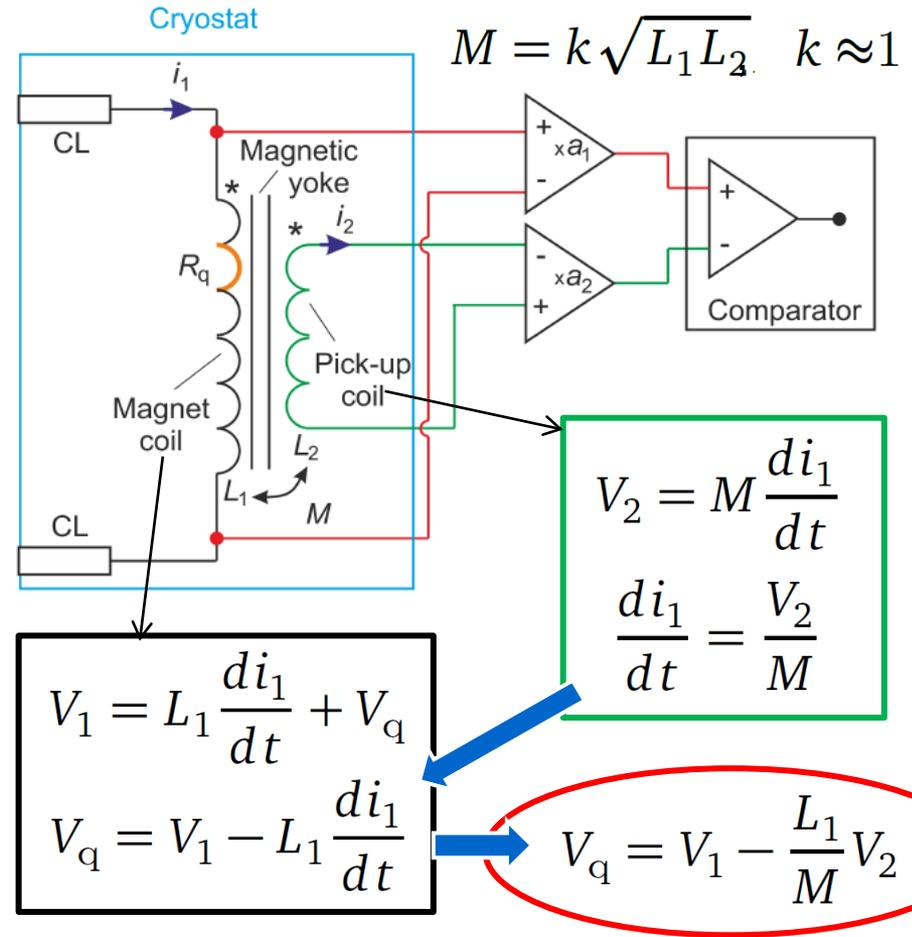 Cryostat
M = k√L₁L₂. k ≈1
i₁
CL
Magnetic
yoke
+
xa₁
-
*
*
i₂
+
-
-
xa₂
+
R_q
Comparator
Pick-up
coil
Magnet
coil
L₂
L₁
M
CL
V₂ = M di₁/dt
di₁/dt = V₂/M
V₁ = L₁ di₁/dt + V_q
V_q = V₁ − L₁ di₁/dt
V_q = V₁ − L₁/M V₂